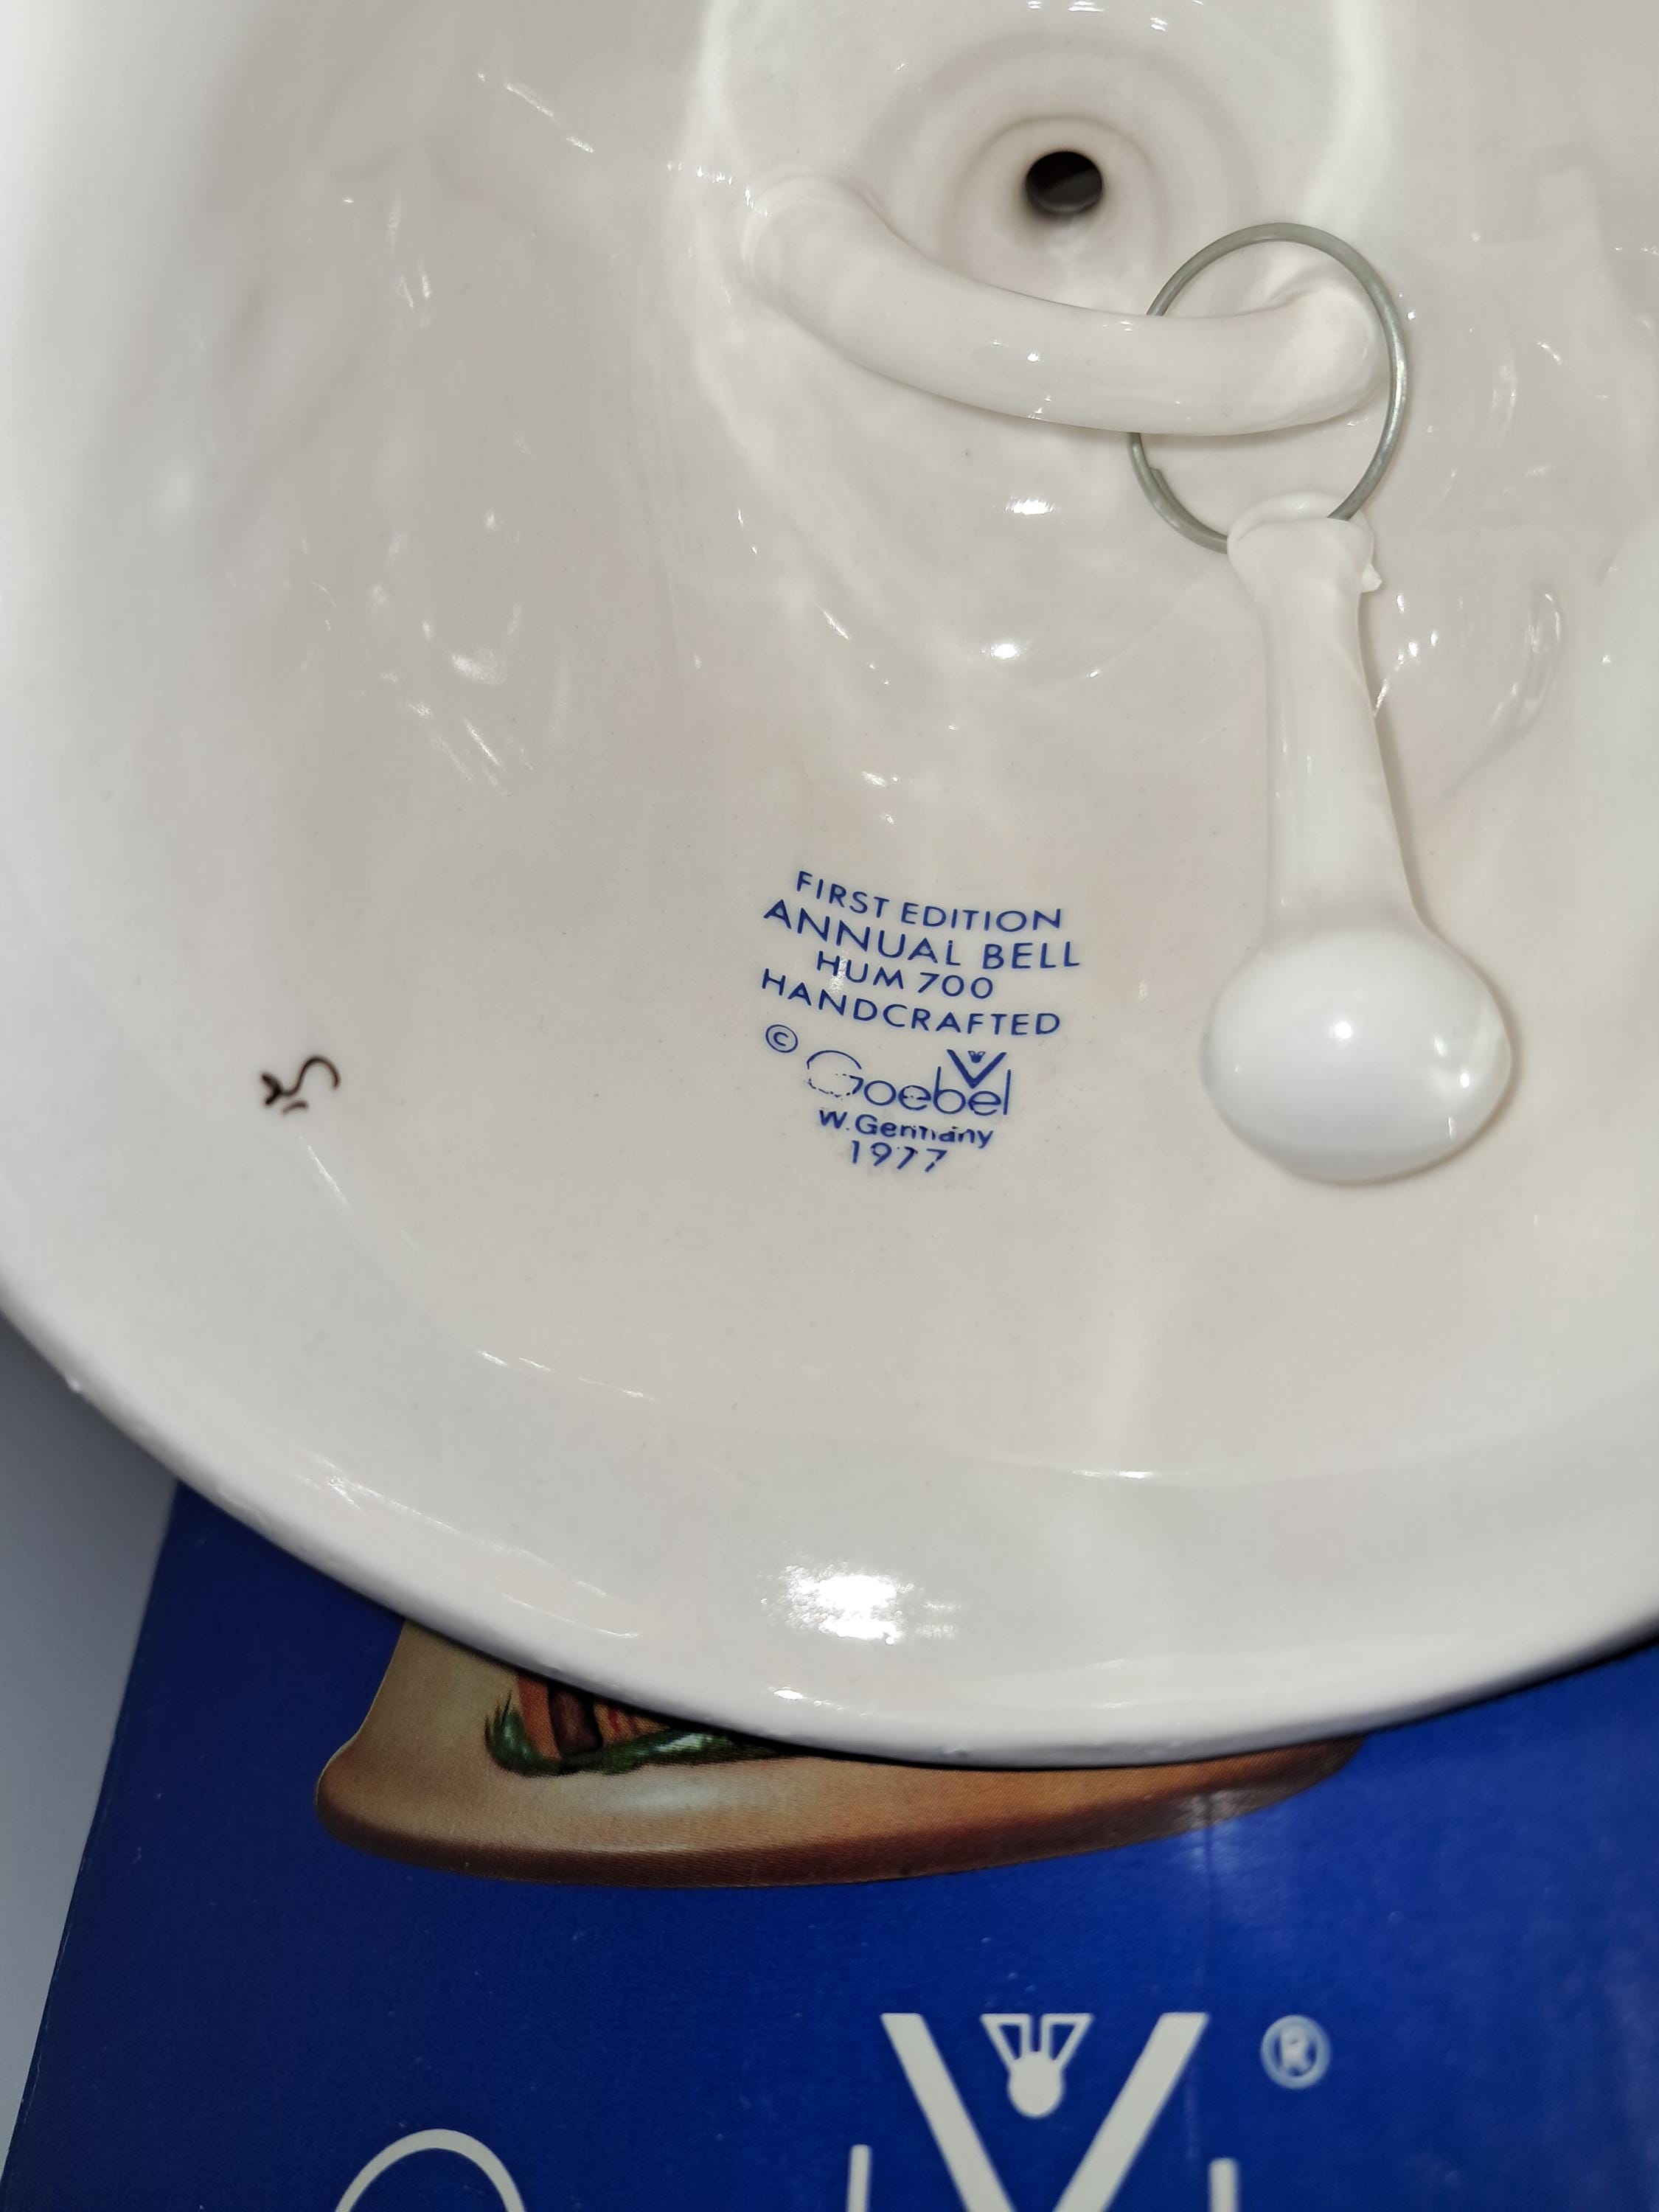 FIRST EDITION
ANNUAL BELL
HUM 700
HANDCRAFTED
© Goebel
W. Germany
1977
®